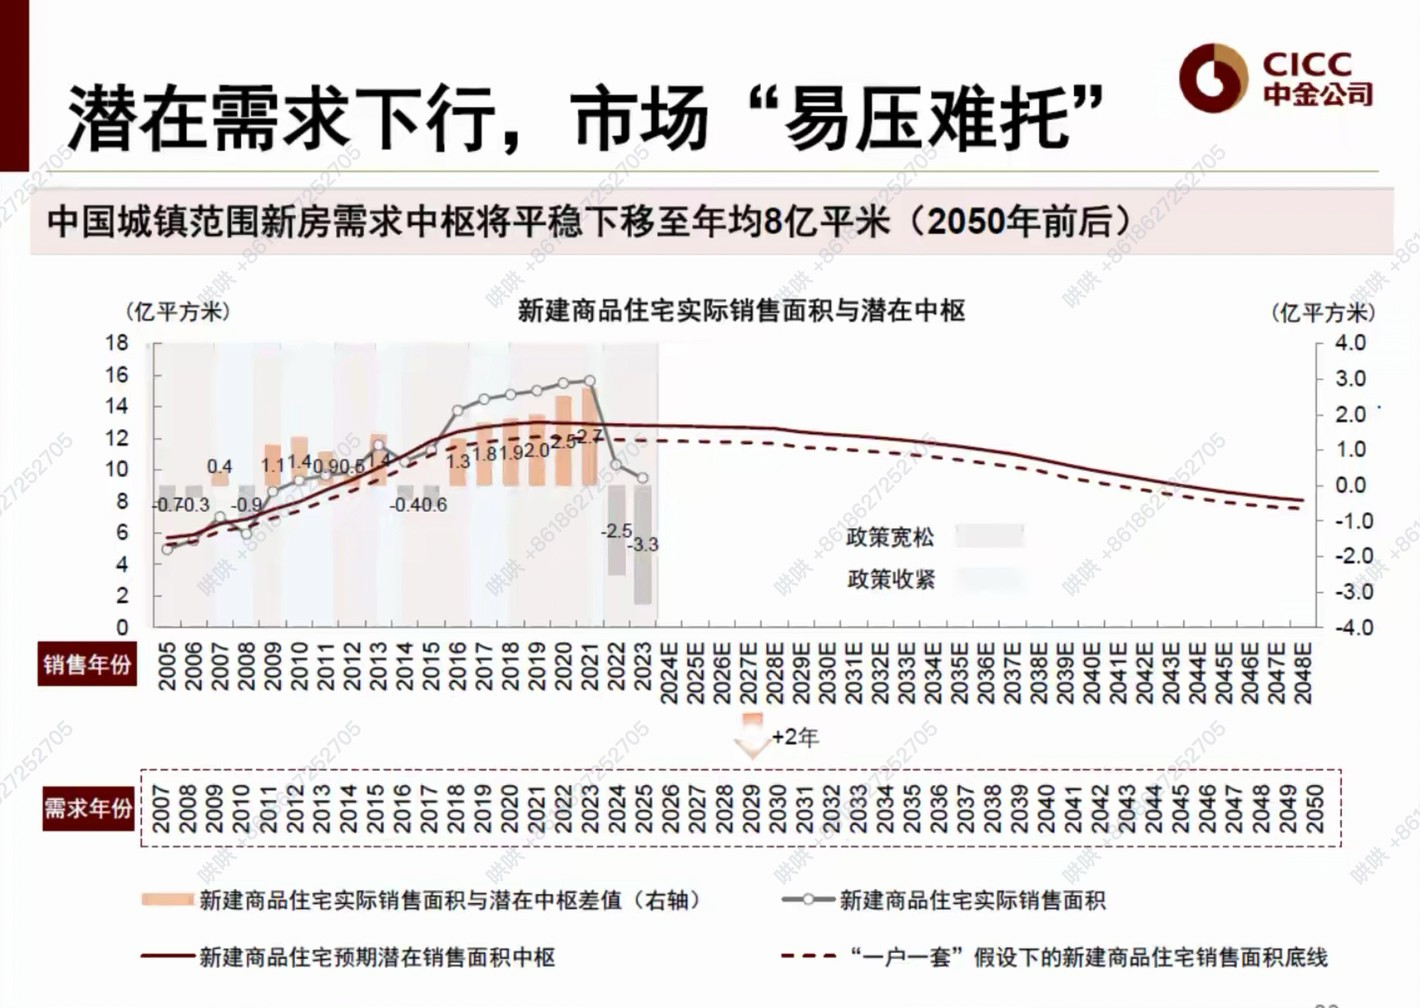 CICC
中金公司
潜在需求下行，市场“易压难托”
中国城镇范围新房需求中枢将平稳下移至年均8亿平米（2050年前后）
(亿平方米)
新建商品住宅实际销售面积与潜在中枢
(亿平方米)
18
16
14
12
10
8
6
4
2
0
4.0
3.0
2.0
1.0
0.0
-1.0
-2.0
-3.0
-4.0
-0.7 -0.3 0.4 -0.9 1.1 1.4 0.9 0.5 1.4 -0.4 0.6 1.3 1.8 1.9 2.0 2.5 2.7 -2.5 -3.3
政策宽松
政策收紧
销售年份 2005 2006 2007 2008 2009 2010 2011 2012 2013 2014 2015 2016 2017 2018 2019 2020 2021 2022 2023 2024E 2025E 2026E 2027E 2028E 2029E 2030E 2031E 2032E 2033E 2034E 2035E 2036E 2037E 2038E 2039E 2040E 2041E 2042E 2043E 2044E 2045E 2046E 2047E 2048E
+2年
需求年份 2007 2008 2009 2010 2011 2012 2013 2014 2015 2016 2017 2018 2019 2020 2021 2022 2023 2024 2025 2026 2027 2028 2029 2030 2031 2032 2033 2034 2035 2036 2037 2038 2039 2040 2041 2042 2043 2044 2045 2046 2047 2048 2049 2050
新建商品住宅实际销售面积与潜在中枢差值（右轴）
新建商品住宅实际销售面积
新建商品住宅预期潜在销售面积中枢
“一户一套”假设下的新建商品住宅销售面积底线
哄哄 +8618627252705